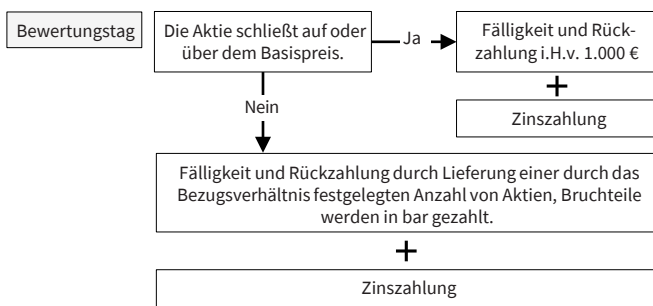 Bewertungstag
Die Aktie schließt auf oder
über dem Basispreis.
Ja
Fälligkeit und Rück-
zahlung i.H.v. 1.000 €
+
Zinszahlung
Nein
Fälligkeit und Rückzahlung durch Lieferung einer durch das
Bezugsverhältnis festgelegten Anzahl von Aktien, Bruchteile
werden in bar gezahlt.
+
Zinszahlung